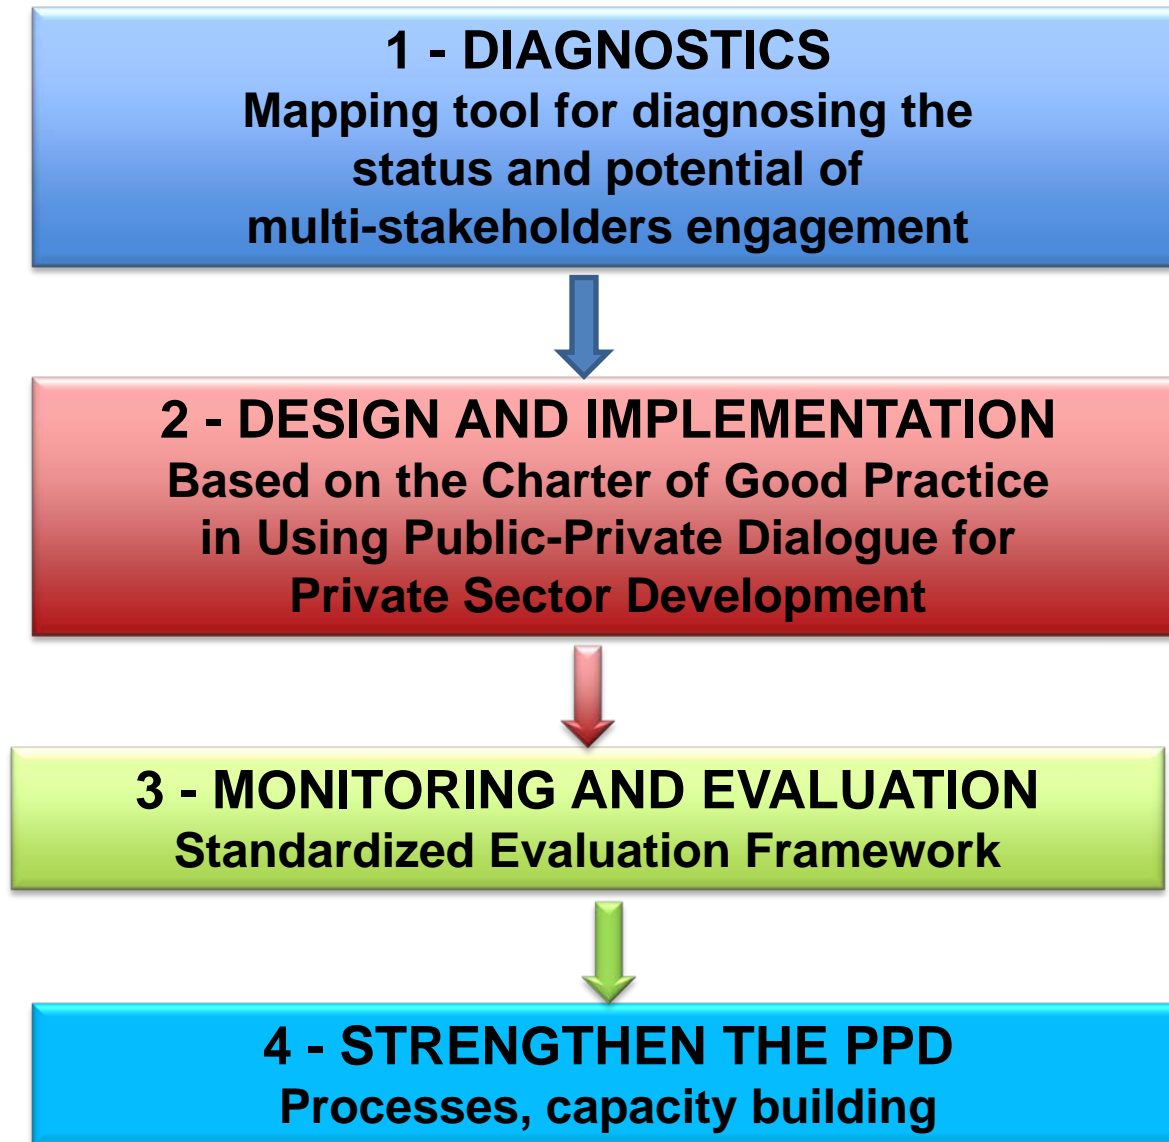 1 - DIAGNOSTICS
Mapping tool for diagnosing the
status and potential of
multi-stakeholders engagement
2 - DESIGN AND IMPLEMENTATION
Based on the Charter of Good Practice
in Using Public-Private Dialogue for
Private Sector Development
3 - MONITORING AND EVALUATION
Standardized Evaluation Framework
4 - STRENGTHEN THE PPD
Processes, capacity building